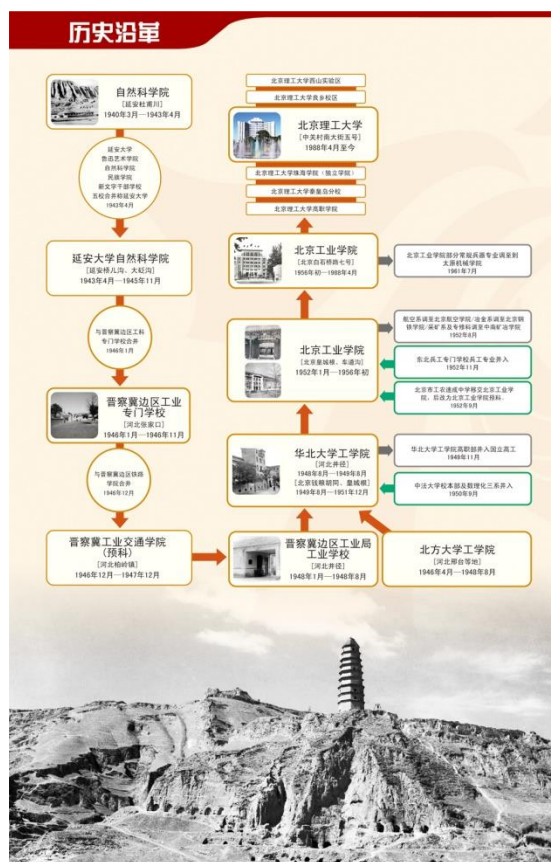 历史沿革
自然科学院
[延安杜甫川]
1940年3月—1943年4月
延安大学
鲁迅艺术学院
自然科学院
民族学院
新文字干部学校
五校合并称延安大学
1943年4月
延安大学自然科学院
[延安桥儿沟、大砭沟]
1943年4月—1945年11月
与晋察冀边区工科
专门学校合并
1946年1月
晋察冀边区工业
专门学校
[河北张家口]
1946年1月—1946年11月
与晋察冀边区铁路
学院合并
1946年12月
晋察冀工业交通学院
(预科)
[河北柏岭镇]
1946年12月—1947年12月
晋察冀边区工业局
工业学校
[河北井径]
1948年1月—1948年8月
北方大学工学院
[河北邢台等地]
1946年4月—1948年8月
华北大学工学院
[河北井径]
1948年8月—1949年8月
[北京钱粮胡同、皇城根]
1949年8月—1951年12月
华北大学工学院高职部并入国立高工
1949年11月
中法大学校本部及数理化三系并入
1950年9月
北京工业学院
[北京皇城根、车道沟]
1952年1月—1956年初
航空系调至北京航空学院/冶金系调至北京钢
铁学院/采矿系及专修科调至中南矿冶学院
1952年8月
东北兵工专门学校兵工专业并入
1952年11月
北京市工农速成中学移交北京工业学
院，后改为北京工业学院预科.
1952年9月
北京工业学院
[北京白石桥路七号]
1956年初—1988年4月
北京工业学院部分常规兵器专业调至到
太原机械学院
1961年7月
北京理工大学西山实验区
北京理工大学良乡校区
北京理工大学
[中关村南大街五号]
1988年4月至今
北京理工大学珠海学院（独立学院）
北京理工大学秦皇岛分校
北京理工大学高职学院